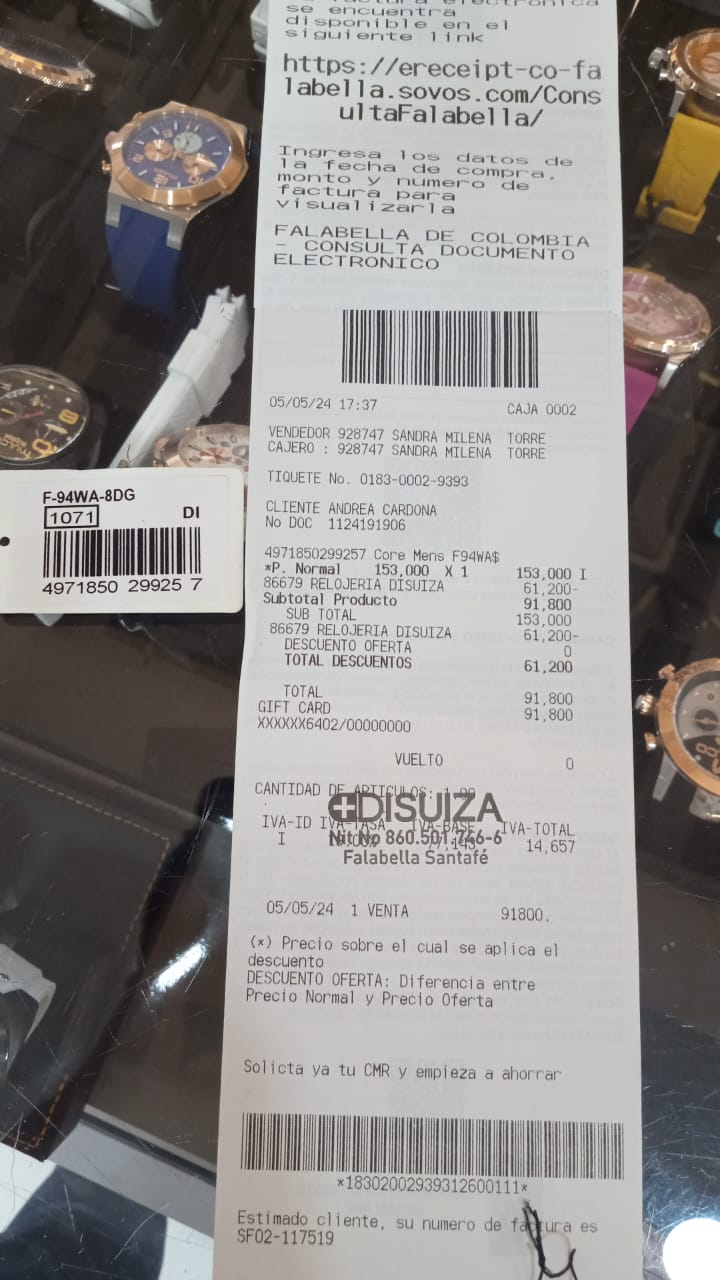 se encuentra
disponible en el
siguiente link
https://ereceipt-co-fa
labella.sovos.com/Cons
ultaFalabella/
Ingresa los datos de
la fecha de compra,
monto y numero de
factura para
visualizarla
FALABELLA DE COLOMBIA
- CONSULTA DOCUMENTO
ELECTRONICO
05/05/24 17:37 CAJA 0002
VENDEDOR 928747 SANDRA MILENA TORRE
CAJERO : 928747 SANDRA MILENA TORRE
TIQUETE No. 0183-0002-9393
CLIENTE ANDREA CARDONA
No DOC 1124191906
4971850299257 Core Mens F94WA$
*P. Normal 153,000 X 1 153,000 I
86679 RELOJERIA DISUIZA 61,200-
Subtotal Producto 91,800
SUB TOTAL 153,000
86679 RELOJERIA DISUIZA 61,200-
DESCUENTO OFERTA 0
TOTAL DESCUENTOS 61,200
TOTAL 91,800
GIFT CARD 91,800
XXXXXX6402/00000000
VUELTO 0
CANTIDAD DE ARTICULOS: 1.00
DISUIZA
IVA-ID IVA-TASA IVA-BASE IVA-TOTAL
Nit No 860.501.746-6
I 77,143 14,657
Falabella Santafé
05/05/24 1 VENTA 91800.
(*) Precio sobre el cual se aplica el
descuento
DESCUENTO OFERTA: Diferencia entre
Precio Normal y Precio Oferta
Solicta ya tu CMR y empieza a ahorrar
*18302002939312600111*
Estimado cliente, su numero de factura es
SF02-117519
F-94WA-8DG
1071 DI
4971850 29925 7